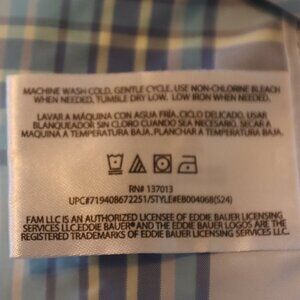 MACHINE WASH COLD, GENTLE CYCLE, USE NON-CHLORINE BLEACH
WHEN NEEDED, TUMBLE DRY LOW. LOW IRON WHEN NEEDED.
LAVAR A MÁQUINA CON AGUA FRÍA, CICLO DELICADO. USAR
BLANQUEADOR SIN CLORO CUANDO SEA NECESARIO. SECAR A
MAQUINA A TEMPERATURA BAJA. PLANCHAR A TEMPERATURA BAJA.
RN# 137013
UPC#719408672251/STYLE#EB004068(S24)
FAM LLC IS AN AUTHORIZED LICENSEE OF EDDIE BAUER LICENSING
SERVICES LLC.EDDIE BAUER® AND THE EDDIE BAUER LOGOS ARE THE
REGISTERED TRADEMARKS OF EDDIE BAUER LICENSING SERVICES.